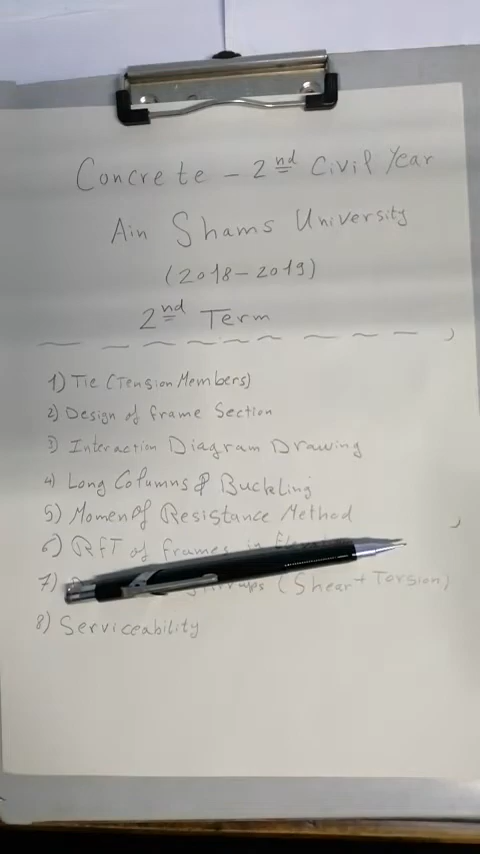 Concrete - 2nd Civil Year
Ain Shams University
(2018-2019)
2nd Term
1) Tie (Tension Members)
2) Design of frame Section
3) Interaction Diagram Drawing
4) Long Columns & Buckling
5) Moment of Resistance Method
6) RFT of frames in
7) (Shear + Torsion)
8) Serviceability